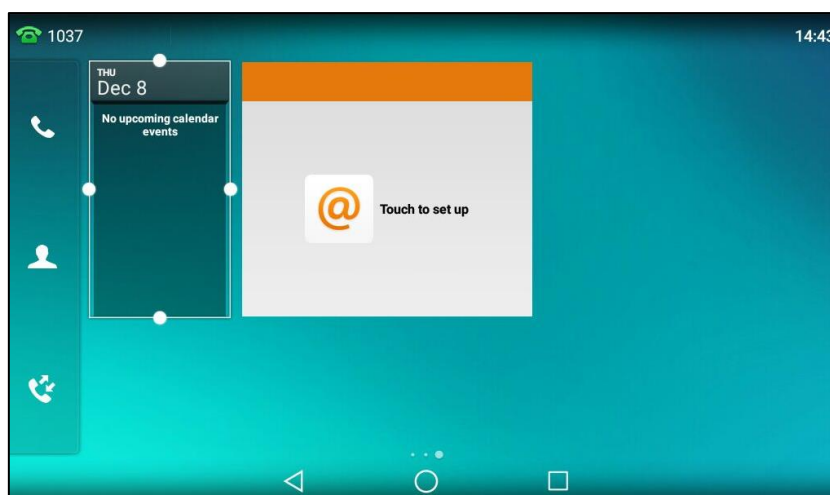 1037
14:43
THU
Dec 8
No upcoming calendar
events
@
Touch to set up